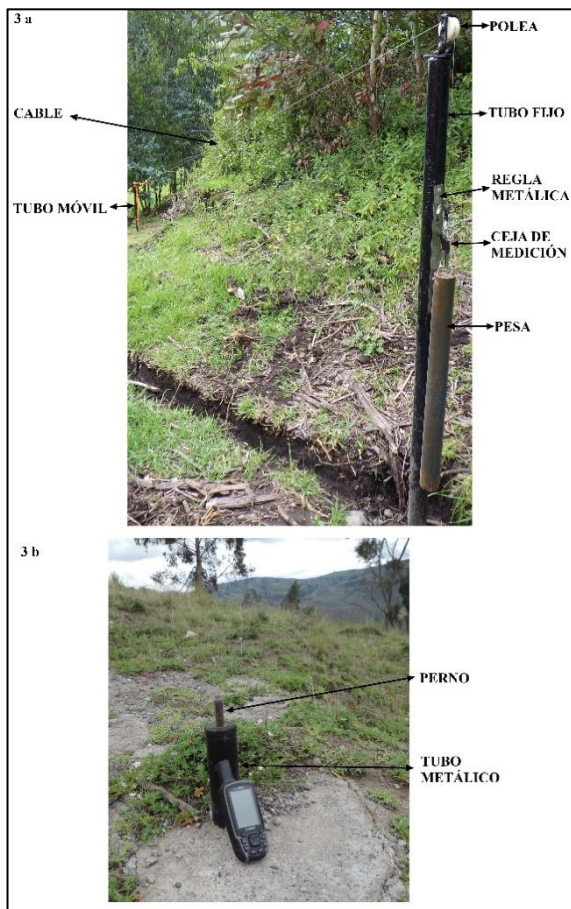 3 a
POLEA
CABLE
TUBO FIJO
TUBO MÓVIL
REGLA
METÁLICA
CEJA DE
MEDICIÓN
PESA
3 b
PERNO
TUBO
METÁLICO